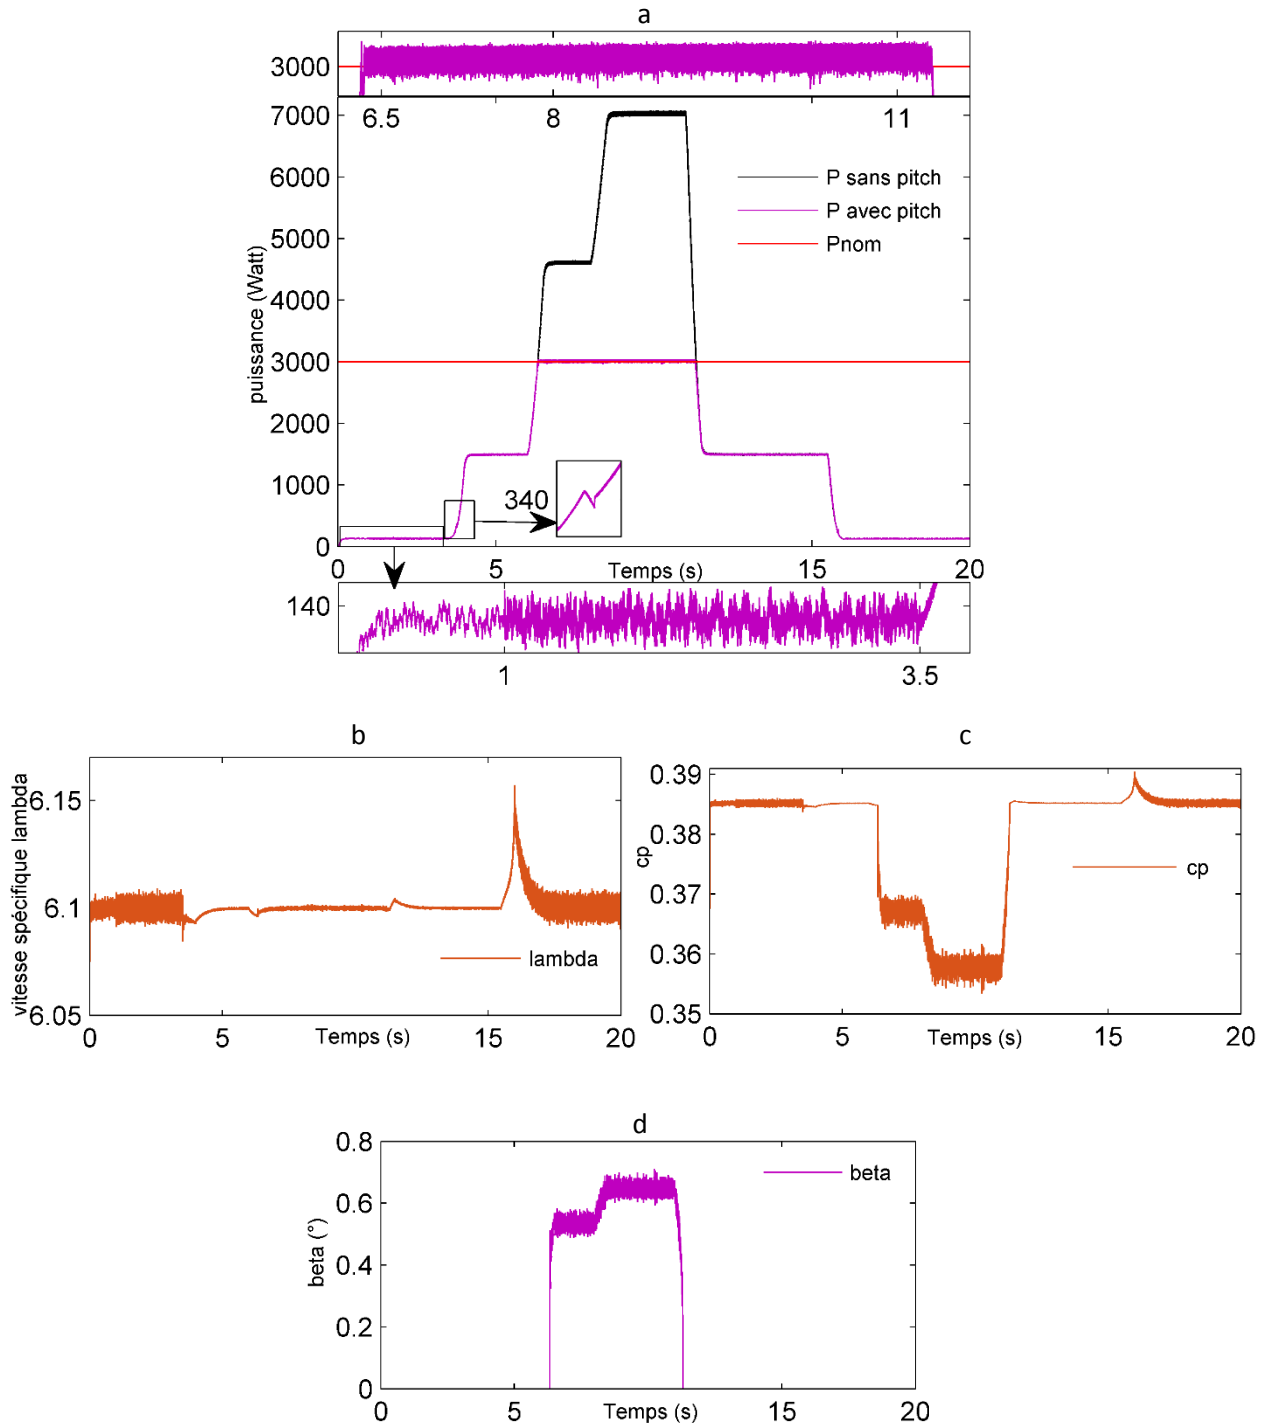 a
3000
6.5 8 11
7000
6000
5000
4000
3000
2000
1000
0
puissance (Watt)
P sans pitch
P avec pitch
Pnom
340
0 5 15 20
Temps (s)
140
1 3.5
b
6.15
6.1
6.05
vitesse spécifique lambda
lambda
0 5 15 20
Temps (s)
c
0.39
0.38
0.37
0.36
0.35
cp
cp
0 5 15 20
Temps (s)
d
0.8
0.6
0.4
0.2
0
beta (°)
beta
0 5 15 20
Temps (s)